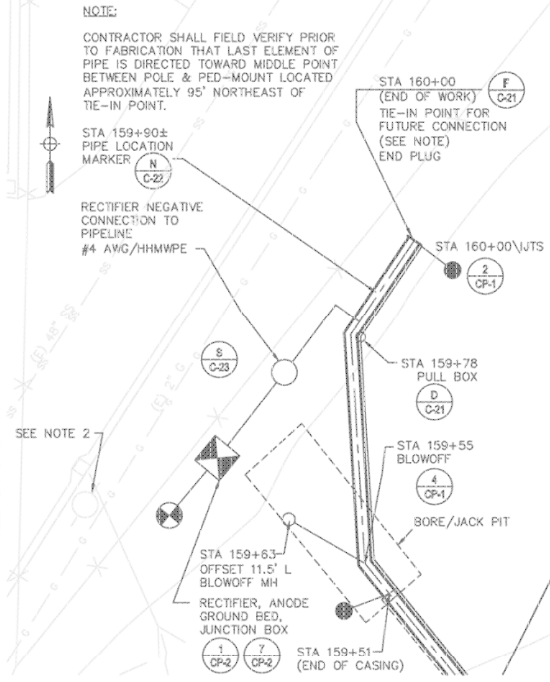 NOTE:
CONTRACTOR SHALL FIELD VERIFY PRIOR
TO FABRICATION THAT LAST ELEMENT OF
PIPE IS DIRECTED TOWARD MIDDLE POINT
BETWEEN POLE & PED-MOUNT LOCATED
APPROXIMATELY 95' NORTHEAST OF
TIE-IN POINT.
STA 160+00
(END OF WORK)
TIE-IN POINT FOR
FUTURE CONNECTION
(SEE NOTE)
END PLUG
F
C-21
STA 159+90±
PIPE LOCATION
MARKER
N
C-22
RECTIFIER NEGATIVE
CONNECTION TO
PIPELINE
#4 AWG/HHMWPE
STA 160+00\IJTS
2
CP-1
S
C-23
STA 159+78
PULL BOX
D
C-21
SEE NOTE 2
STA 159+55
BLOWOFF
4
CP-1
BORE/JACK PIT
STA 159+63
OFFSET 11.5' L
BLOWOFF MH
RECTIFIER, ANODE
GROUND BED,
JUNCTION BOX
1
CP-2
7
CP-2
STA 159+51
(END OF CASING)
(E) 48" SS
(E) 2" G